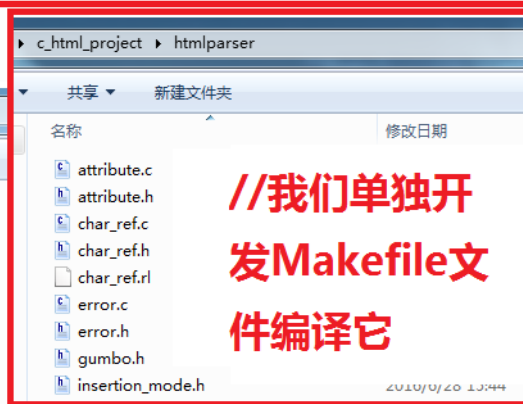 c_html_project ▸ htmlparser
共享 新建文件夹
名称 修改日期
attribute.c
attribute.h
char_ref.c
char_ref.h
char_ref.rl
error.c
error.h
gumbo.h
insertion_mode.h 2016/6/28 15:44
//我们单独开
发Makefile文
件编译它